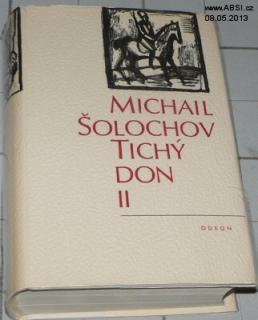 www.ABSI.cz
08.05.2013
MICHAIL
ŠOLOCHOV
TICHÝ
DON
II
ODEON